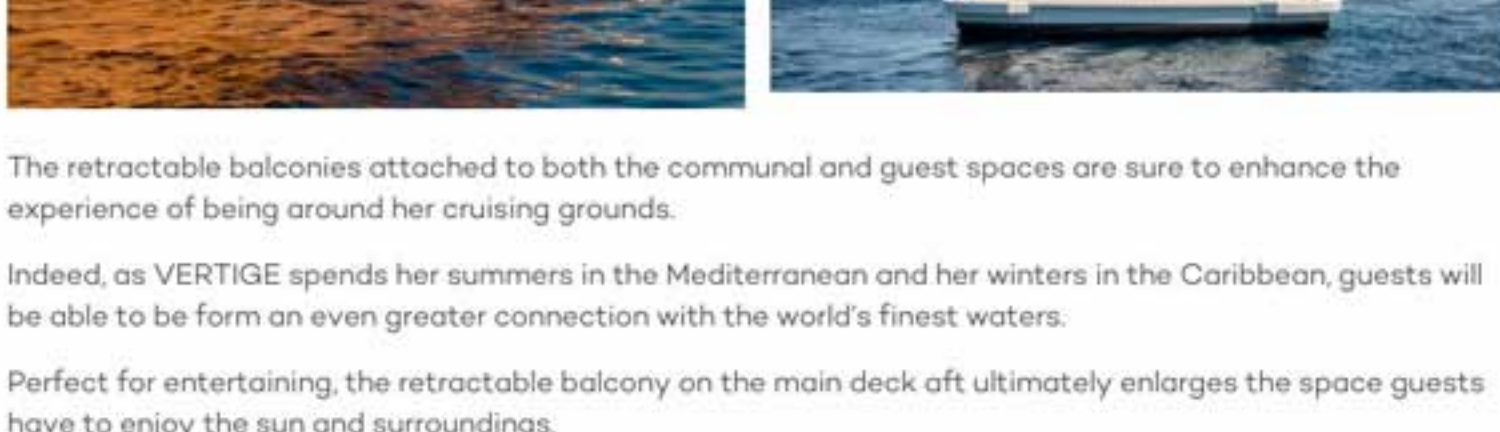 The retractable balconies attached to both the communal and guest spaces are sure to enhance the
experience of being around her cruising grounds.
Indeed, as VERTIGE spends her summers in the Mediterranean and her winters in the Caribbean, guests will
be able to be form an even greater connection with the world's finest waters.
Perfect for entertaining, the retractable balcony on the main deck aft ultimately enlarges the space guests
have to enjoy the sun and surroundings.